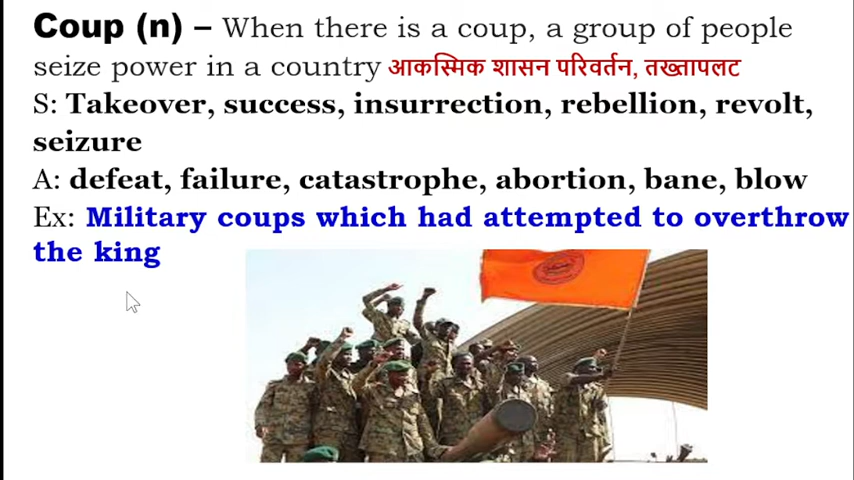 Coup (n) – When there is a coup, a group of people
seize power in a country आकस्मिक शासन परिवर्तन, तख्तापलट
S: Takeover, success, insurrection, rebellion, revolt,
seizure
A: defeat, failure, catastrophe, abortion, bane, blow
Ex: Military coups which had attempted to overthrow
the king